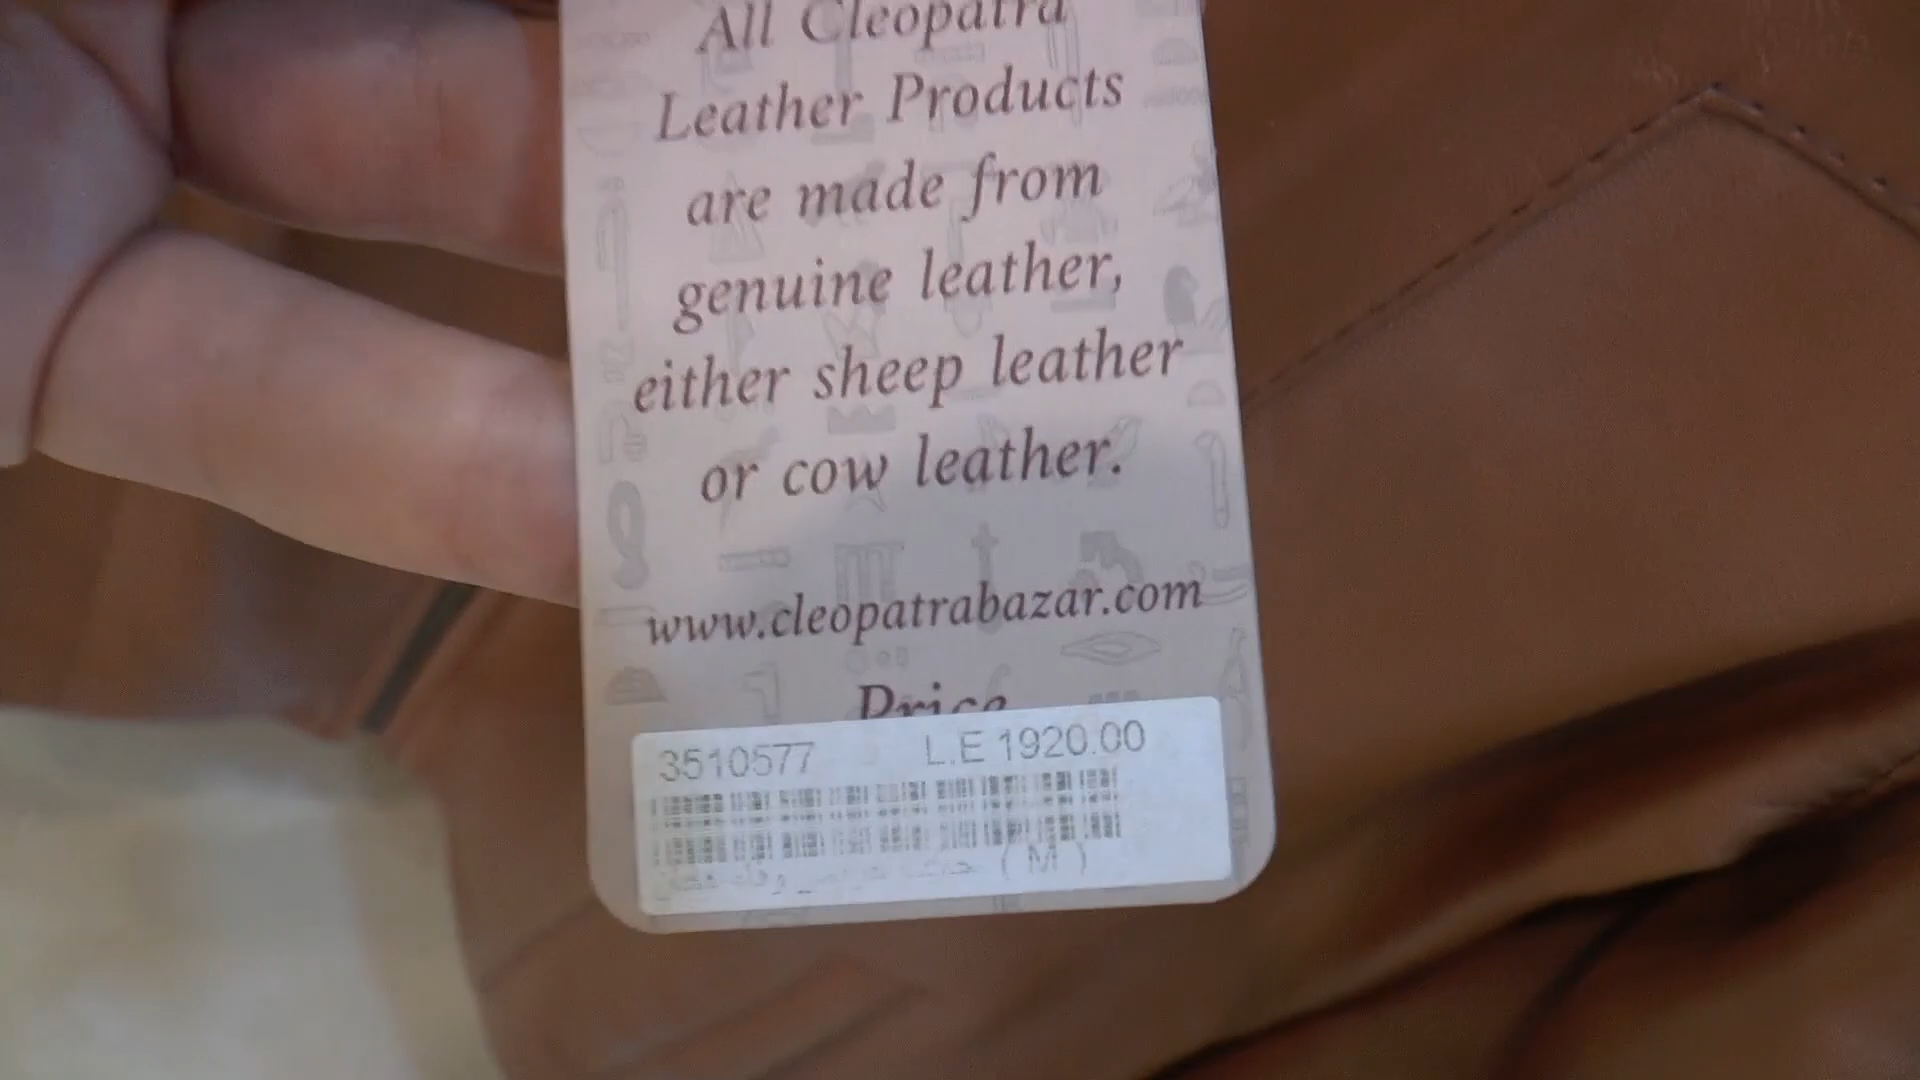 All Cleopatra
Leather Products
are made from
genuine leather,
either sheep leather
or cow leather.
www.cleopatrabazar.com
Price
3510577 L.E 1920.00
( M )